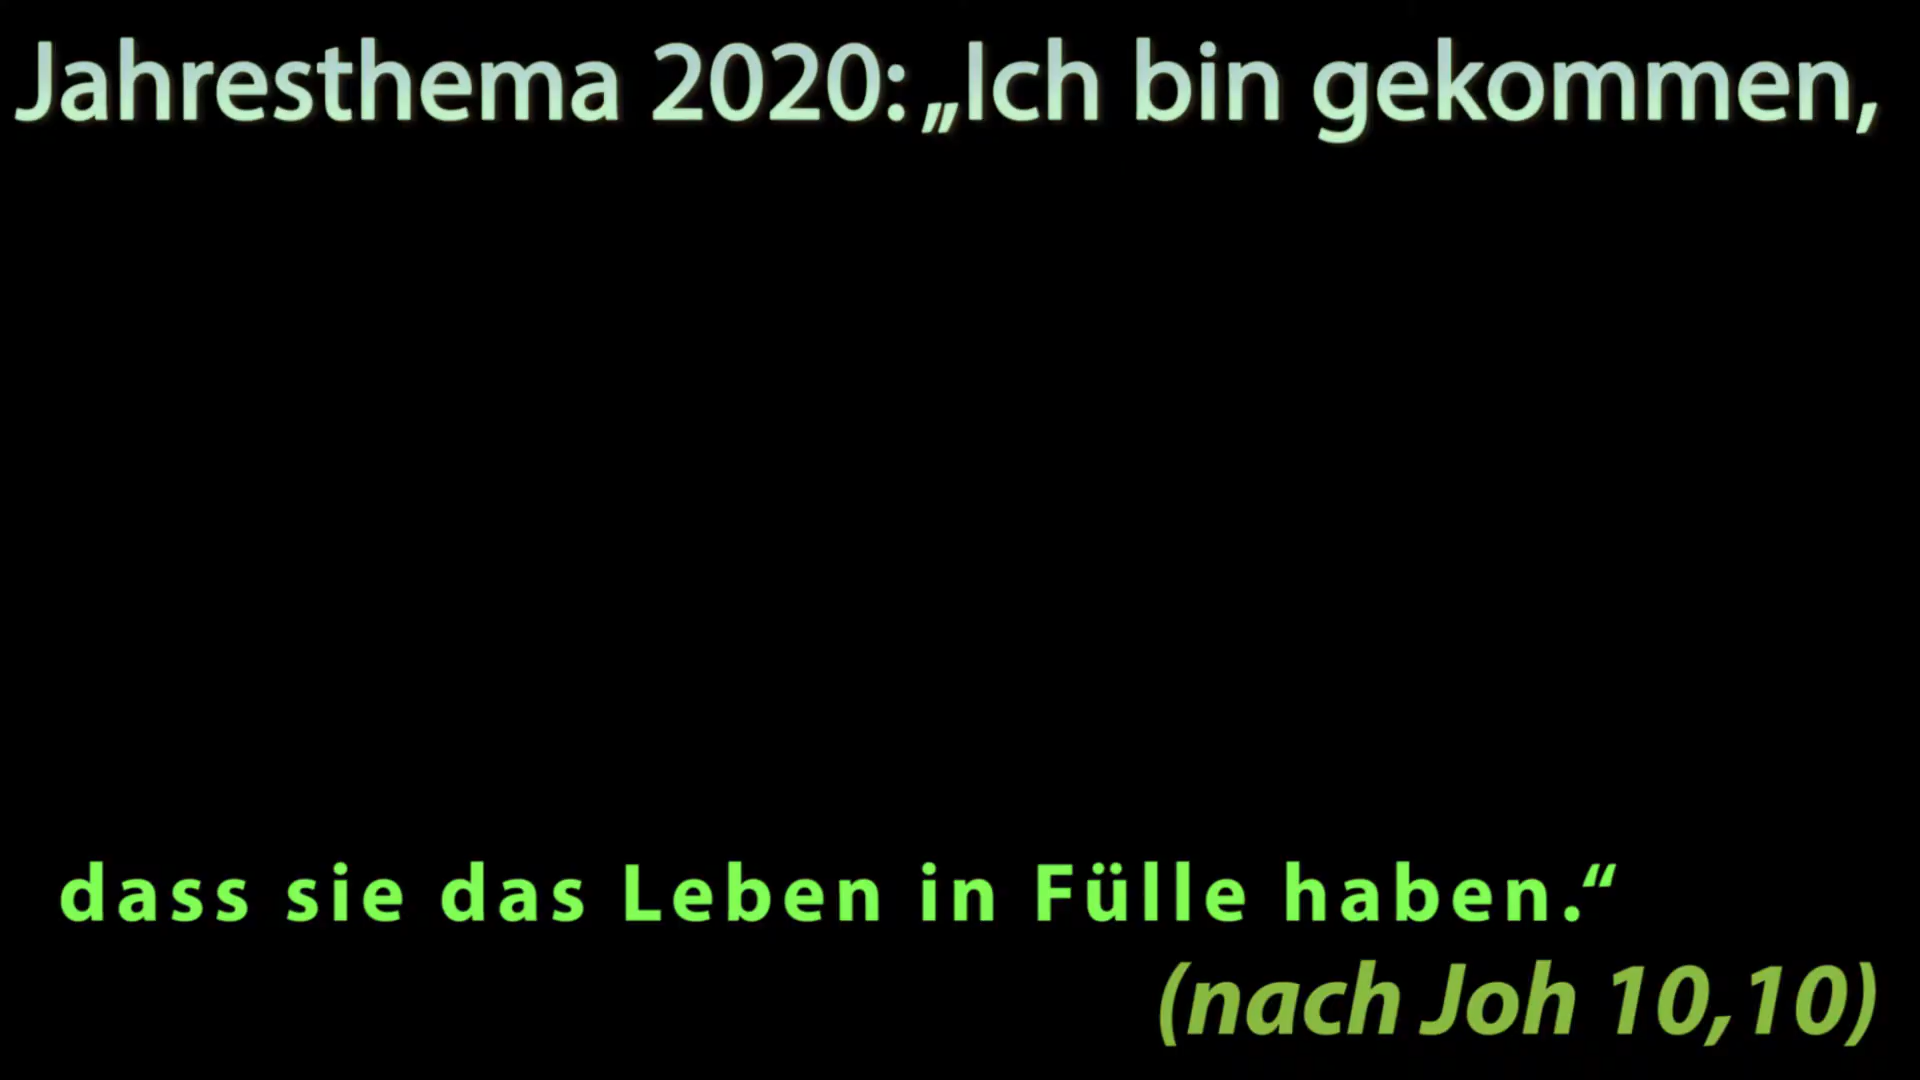 Jahresthema 2020: „Ich bin gekommen,
dass sie das Leben in Fülle haben.“
(nach Joh 10,10)